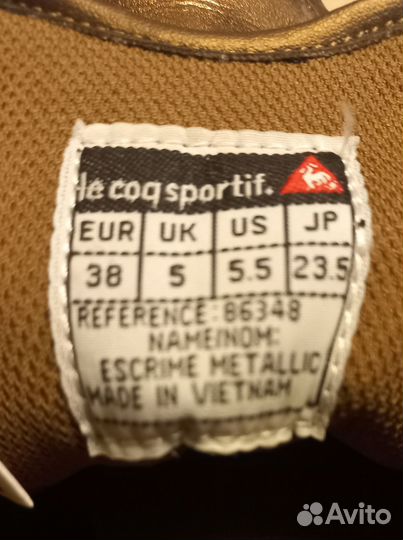 le coq sportif.
EUR UK US JP
38 5 5.5 23.5
REFERENCE:86348
NAME/NOM:
ESCRIME METALLIC
MADE IN VIETNAM
Avito